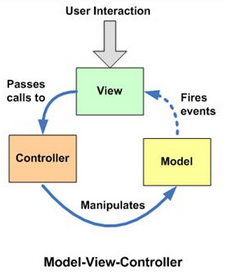 User Interaction
Passes
calls to
View
Fires
events
Controller
Model
Manipulates
Model-View-Controller